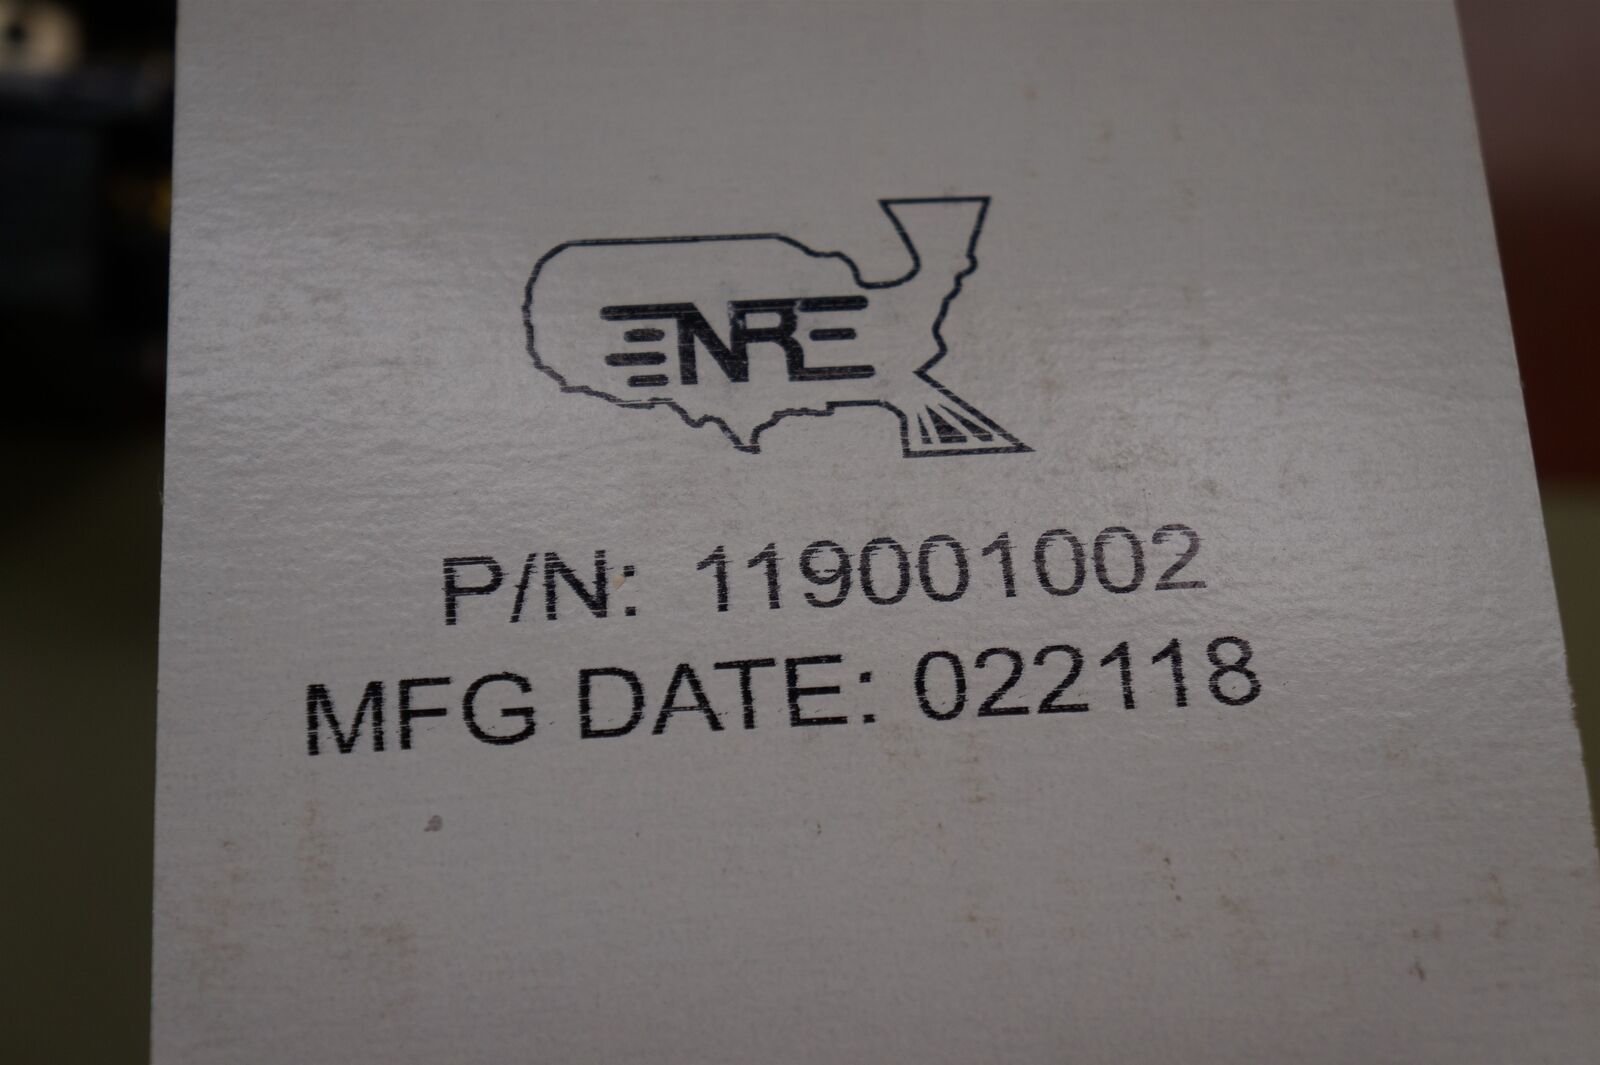 NRE
P/N: 119001002
MFG DATE: 022118